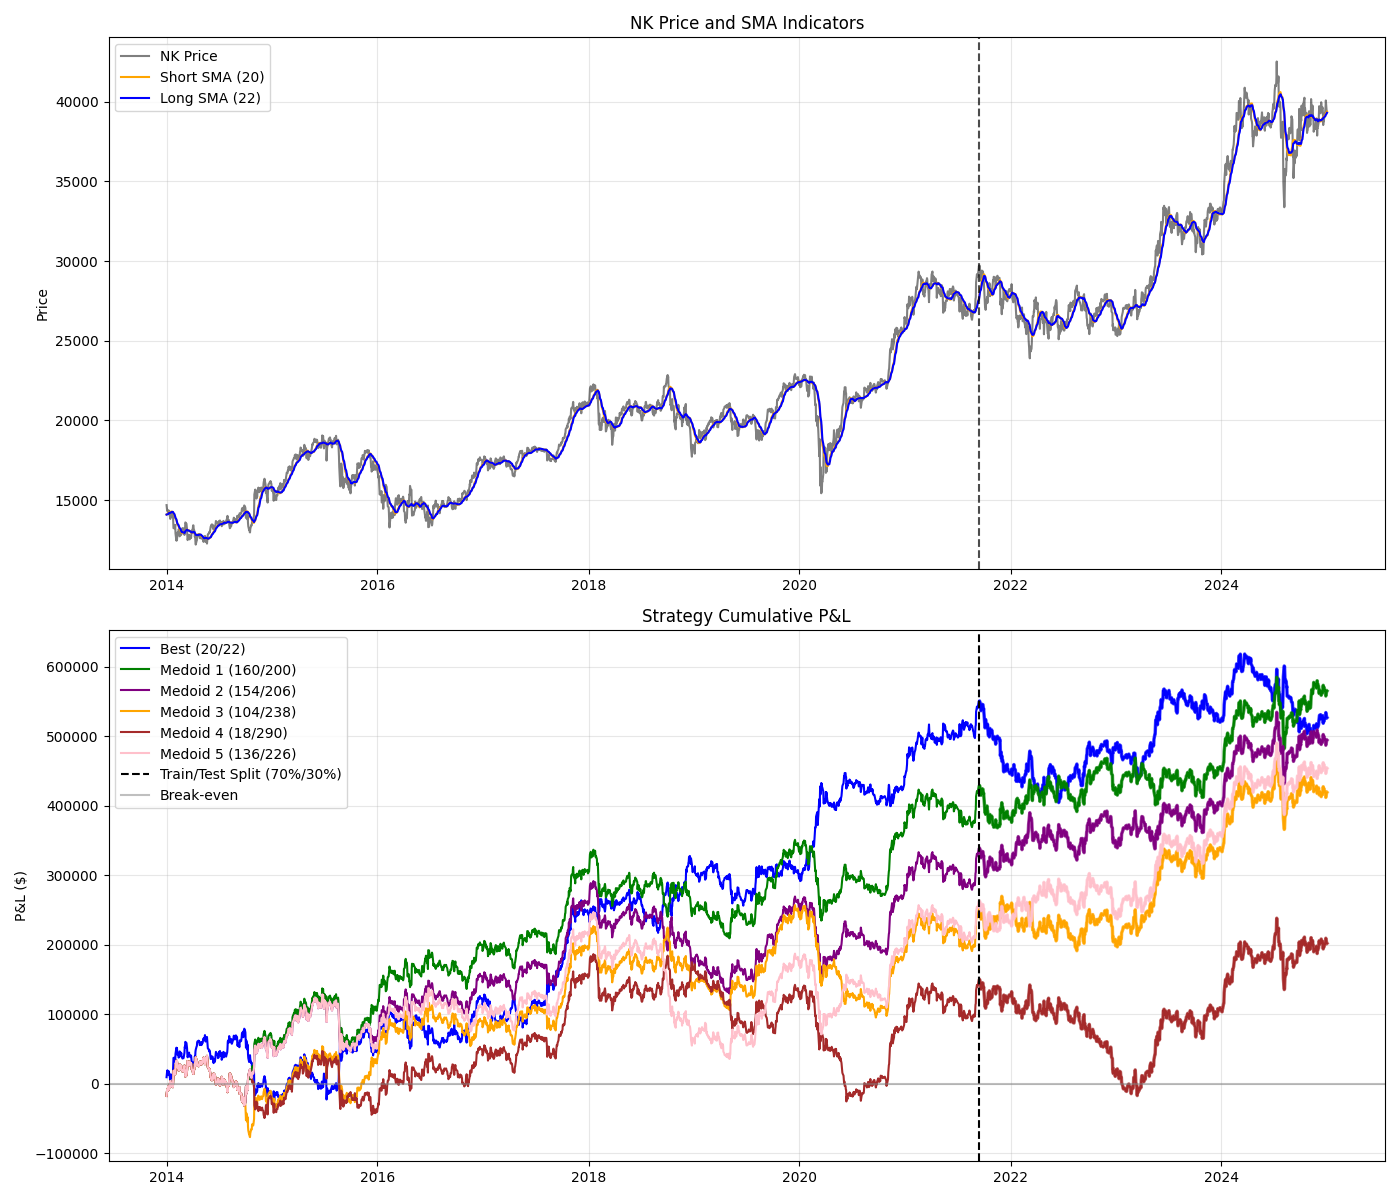 NK Price and SMA Indicators
NK Price
Short SMA (20)
Long SMA (22)
Price
40000
35000
30000
25000
20000
15000
2014
2016
2018
2020
2022
2024
Strategy Cumulative P&L
Best (20/22)
Medoid 1 (160/200)
Medoid 2 (154/206)
Medoid 3 (104/238)
Medoid 4 (18/290)
Medoid 5 (136/226)
Train/Test Split (70%/30%)
Break-even
P&L ($)
600000
500000
400000
300000
200000
100000
0
−100000
2014
2016
2018
2020
2022
2024